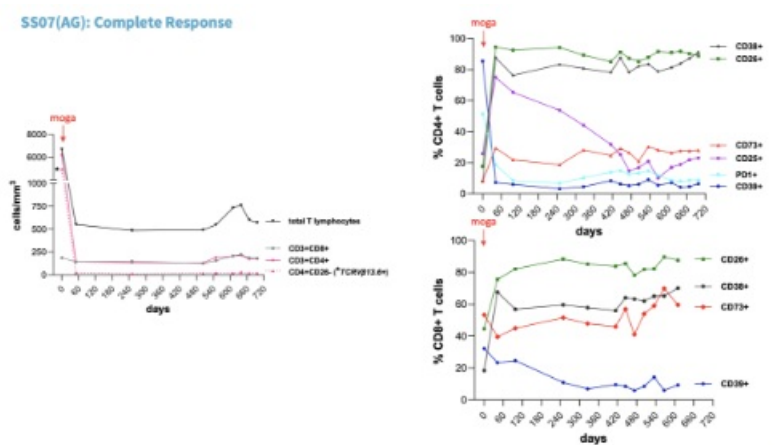 SS07(AG): Complete Response
moga
8000
6000
1000
750
500
250
0
cells/mm³
0 60 120 180 240 300 360 420 480 540 600 660 720
days
total T lymphocytes
CD3+CD8+
CD3+CD4+
CD4+CD26- (*TCRVβ13.6+)
moga
100
80
60
40
20
0
% CD4+ T cells
0 60 120 180 240 300 360 420 480 540 600 660 720
days
CD38+
CD26+
CD73+
CD25+
PD1+
CD39+
moga
100
80
60
40
20
0
% CD8+ T cells
0 60 120 180 240 300 360 420 480 540 600 660 720
days
CD26+
CD38+
CD73+
CD39+